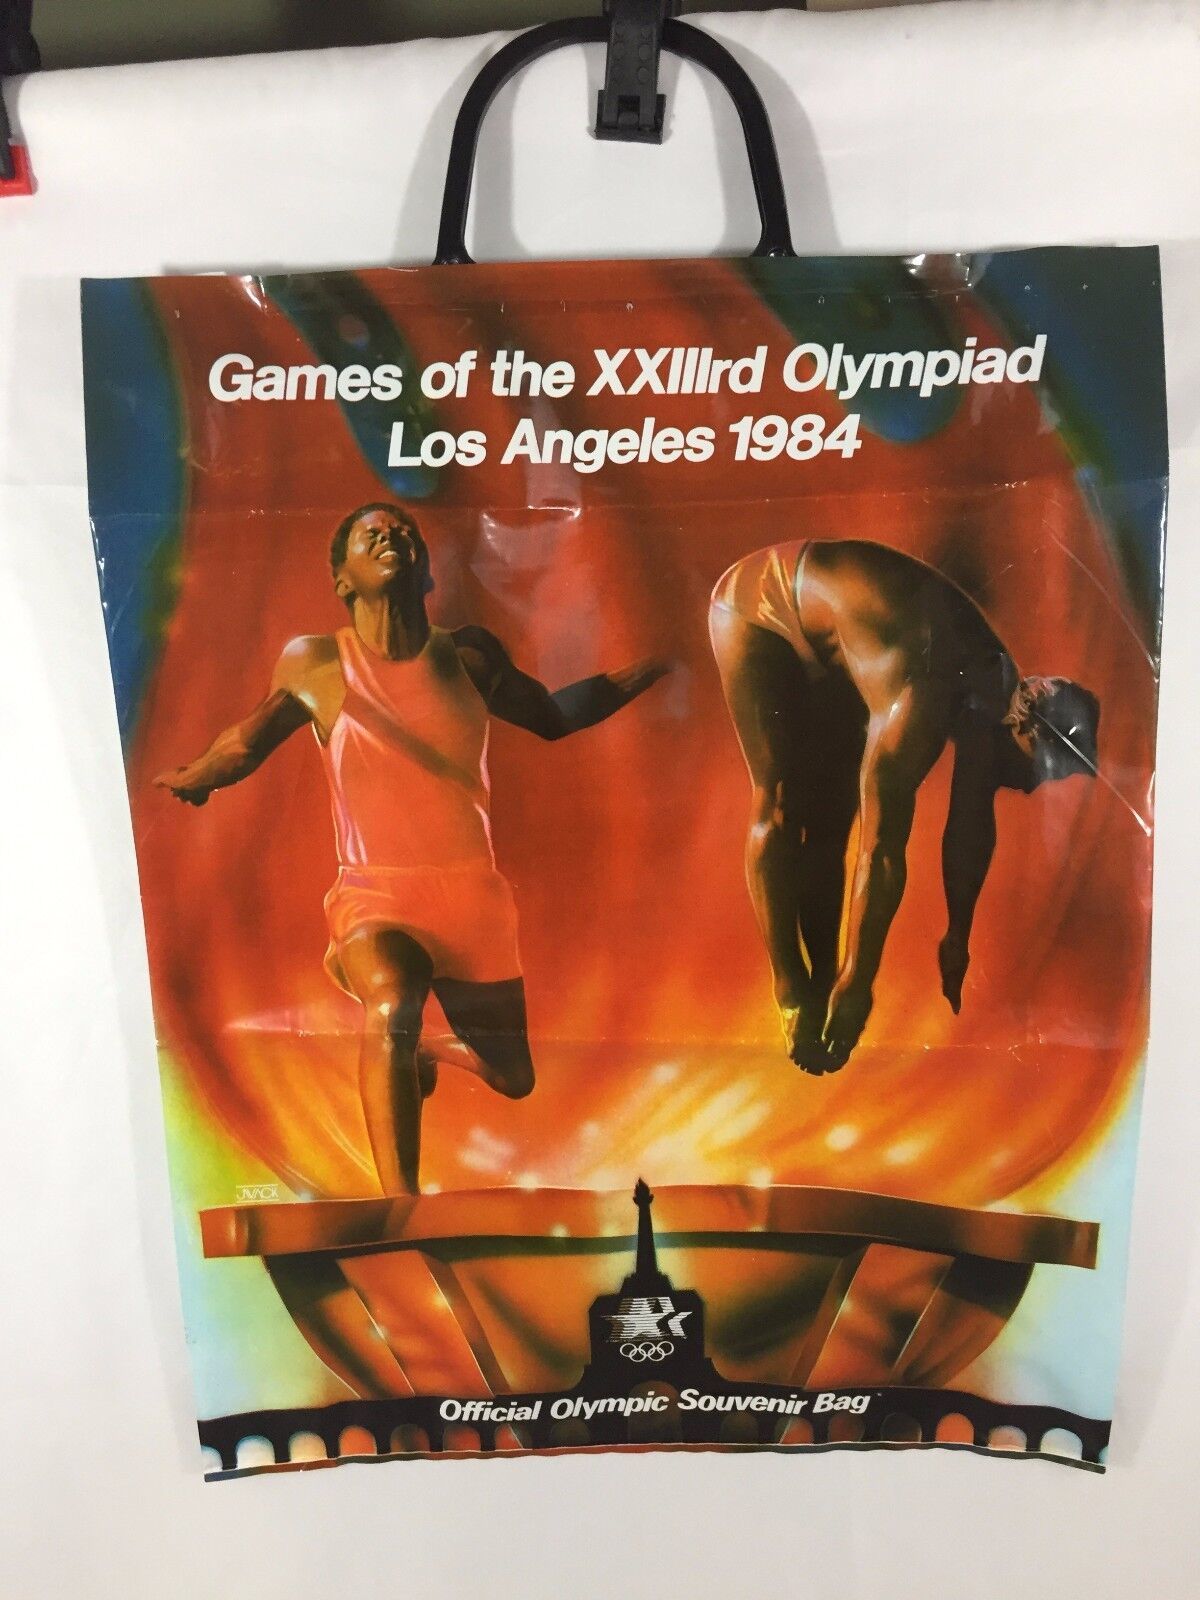 Games of the XXIIIrd Olympiad
Los Angeles 1984
Official Olympic Souvenir Bag